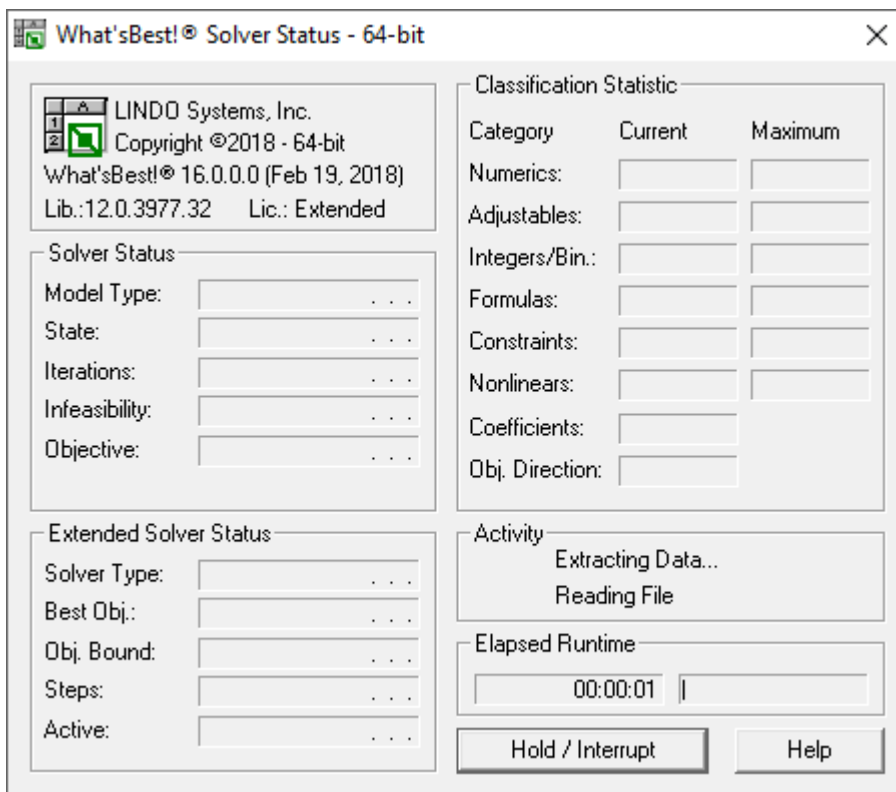 What'sBest!® Solver Status - 64-bit
LINDO Systems, Inc.
Copyright ©2018 - 64-bit
What'sBest!® 16.0.0.0 (Feb 19, 2018)
Lib.:12.0.3977.32 Lic.: Extended
Solver Status
Model Type: . . .
State: . . .
Iterations: . . .
Infeasibility: . . .
Objective: . . .
Extended Solver Status
Solver Type: . . .
Best Obj.: . . .
Obj. Bound: . . .
Steps: . . .
Active: . . .
Classification Statistic
Category Current Maximum
Numerics:
Adjustables:
Integers/Bin.:
Formulas:
Constraints:
Nonlinears:
Coefficients:
Obj. Direction:
Activity
Extracting Data...
Reading File
Elapsed Runtime
00:00:01 |
Hold / Interrupt Help